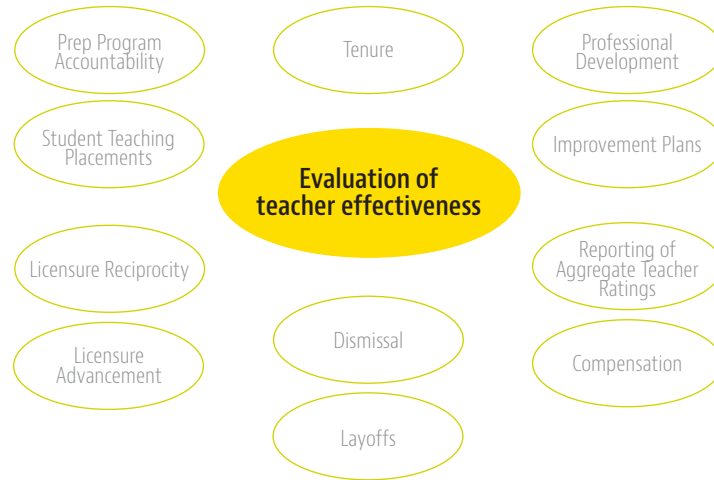 Prep Program
Accountability
Tenure
Professional
Development
Student Teaching
Placements
Improvement Plans
Evaluation of
teacher effectiveness
Licensure Reciprocity
Reporting of
Aggregate Teacher
Ratings
Dismissal
Licensure
Advancement
Compensation
Layoffs